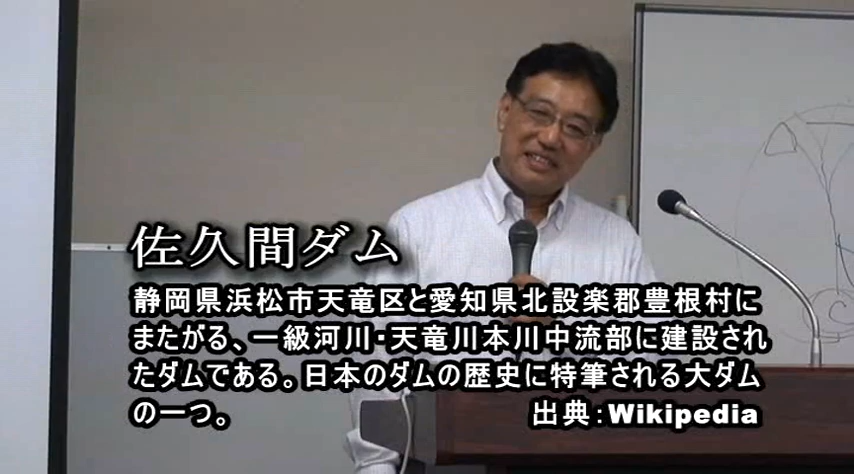 佐久間ダム
静岡県浜松市天竜区と愛知県北設楽郡豊根村に
またがる、一級河川・天竜川本川中流部に建設され
たダムである。日本のダムの歴史に特筆される大ダム
の一つ。 出典：Wikipedia